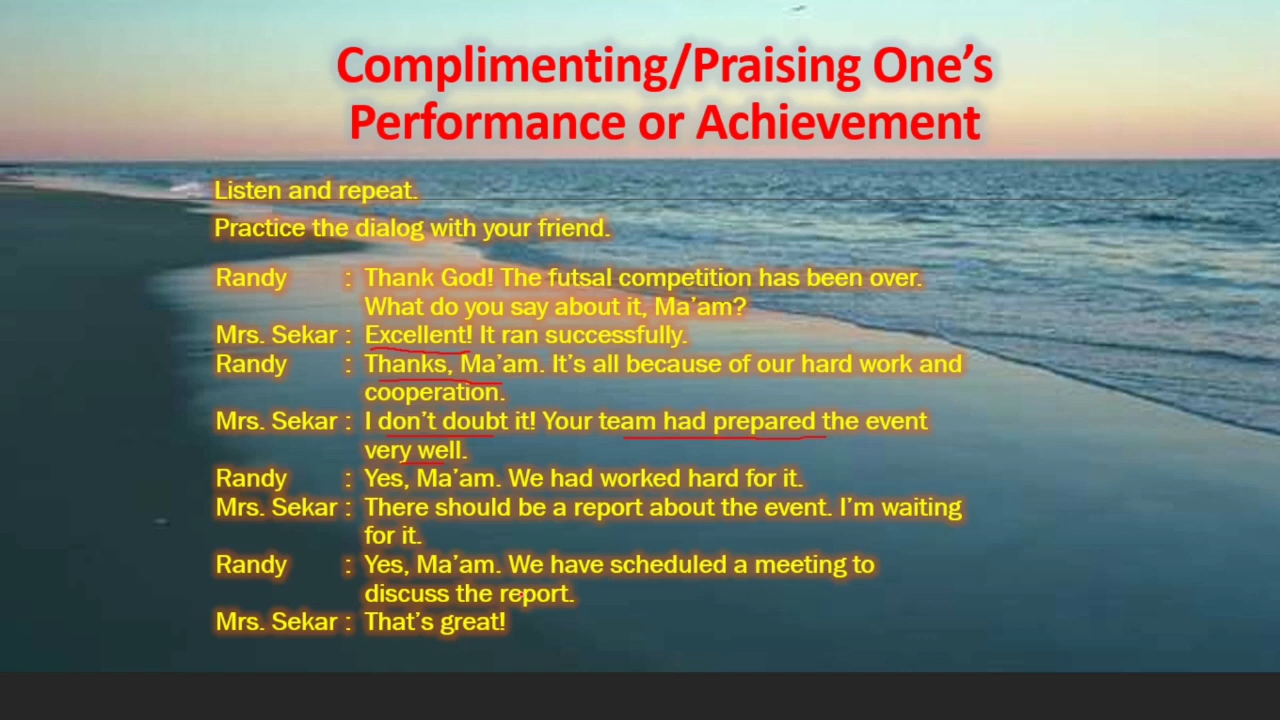 Complimenting/Praising One’s
Performance or Achievement
Listen and repeat.
Practice the dialog with your friend.
Randy : Thank God! The futsal competition has been over.
What do you say about it, Ma’am?
Mrs. Sekar : Excellent! It ran successfully.
Randy : Thanks, Ma’am. It’s all because of our hard work and
cooperation.
Mrs. Sekar : I don’t doubt it! Your team had prepared the event
very well.
Randy : Yes, Ma’am. We had worked hard for it.
Mrs. Sekar : There should be a report about the event. I’m waiting
for it.
Randy : Yes, Ma’am. We have scheduled a meeting to
discuss the report.
Mrs. Sekar : That’s great!